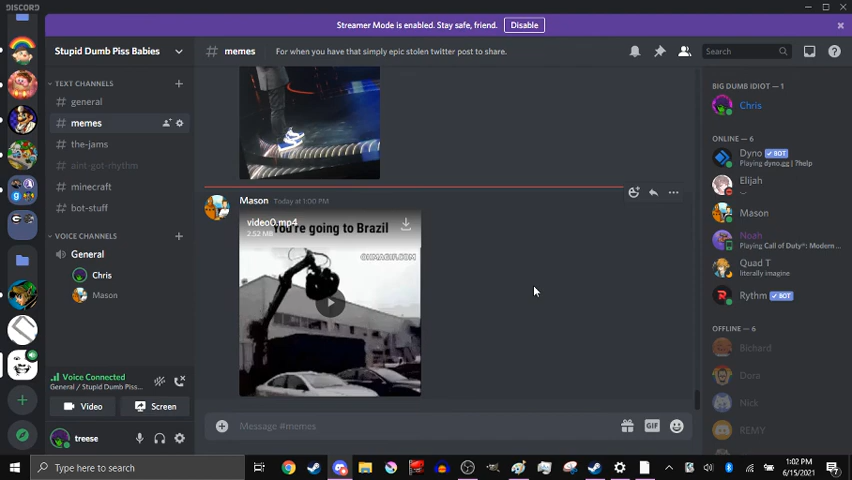 DISCORD
Streamer Mode is enabled. Stay safe, friend.
Disable
Stupid Dumb Piss Babies
# memes
For when you have that simply epic stolen twitter post to share.
Search
TEXT CHANNELS
# general
# memes
# the-jams
# aint-got-rhythm
# minecraft
# bot-stuff
VOICE CHANNELS
General
Chris
Mason
Voice Connected
General / Stupid Dumb Piss...
Video
Screen
treese
Mason Today at 1:00 PM
video0.mp4
2.52 MB
You're going to Brazil
OHMAGIF.COM
Message #memes
GIF
BIG DUMB IDIOT — 1
Chris
ONLINE — 6
Dyno BOT
Playing dyno.gg | ?help
Elijah
Mason
Noah
Playing Call of Duty®: Modern...
Quad T
literally imagine
Rythm BOT
OFFLINE — 6
Bichard
Dora
Nick
REMY
Type here to search
1:02 PM
6/15/2021